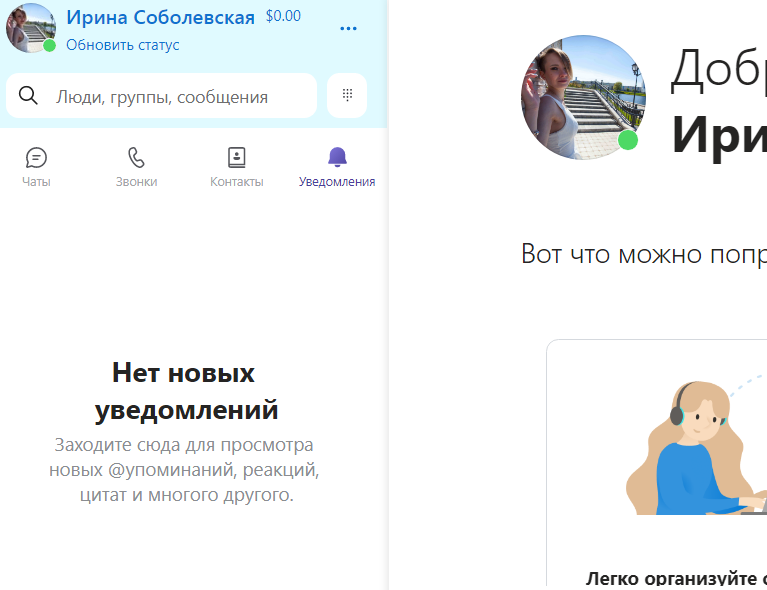 Ирина Соболевская $0.00
Обновить статус
Люди, группы, сообщения
Чаты Звонки Контакты Уведомления
Нет новых
уведомлений
Заходите сюда для просмотра
новых @упоминаний, реакций,
цитат и многого другого.
Вот что можно
Легко организуйте